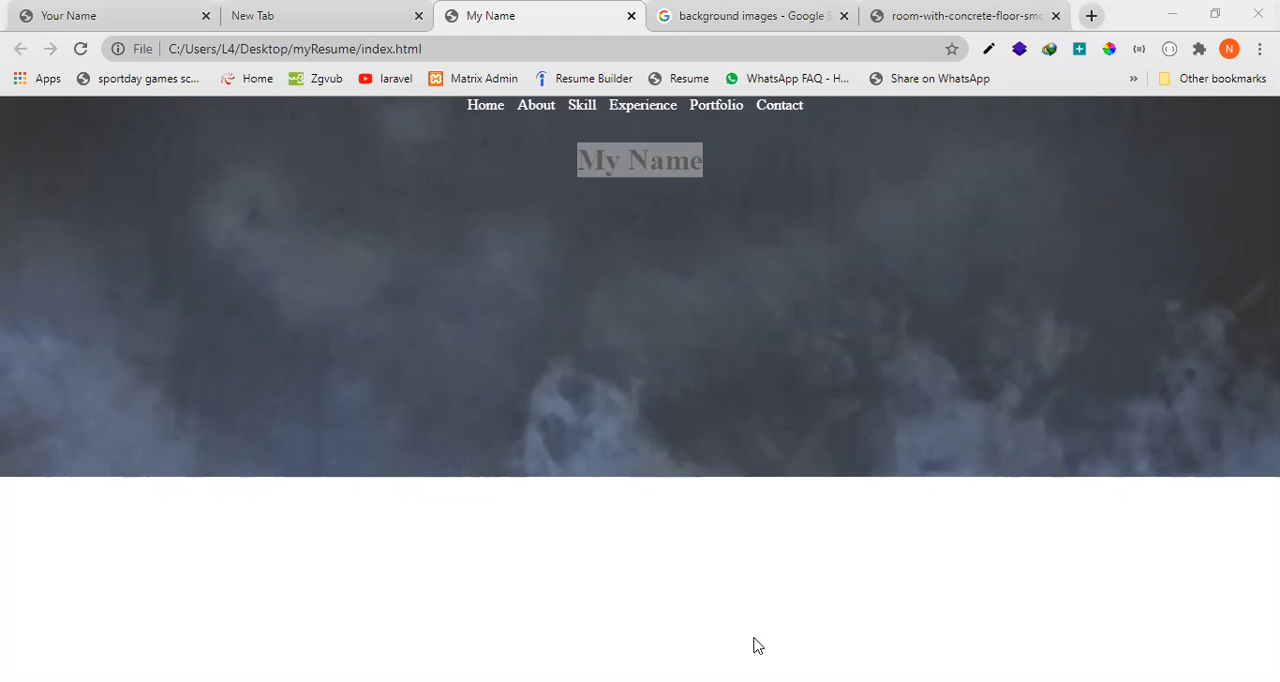 Your Name
New Tab
My Name
background images - Google S
room-with-concrete-floor-smo
File
C:/Users/L4/Desktop/myResume/index.html
N
Apps
sportday games sc...
Home
Zgvub
laravel
Matrix Admin
Resume Builder
Resume
WhatsApp FAQ - H...
Share on WhatsApp
»
Other bookmarks
Home About Skill Experience Portfolio Contact
My Name